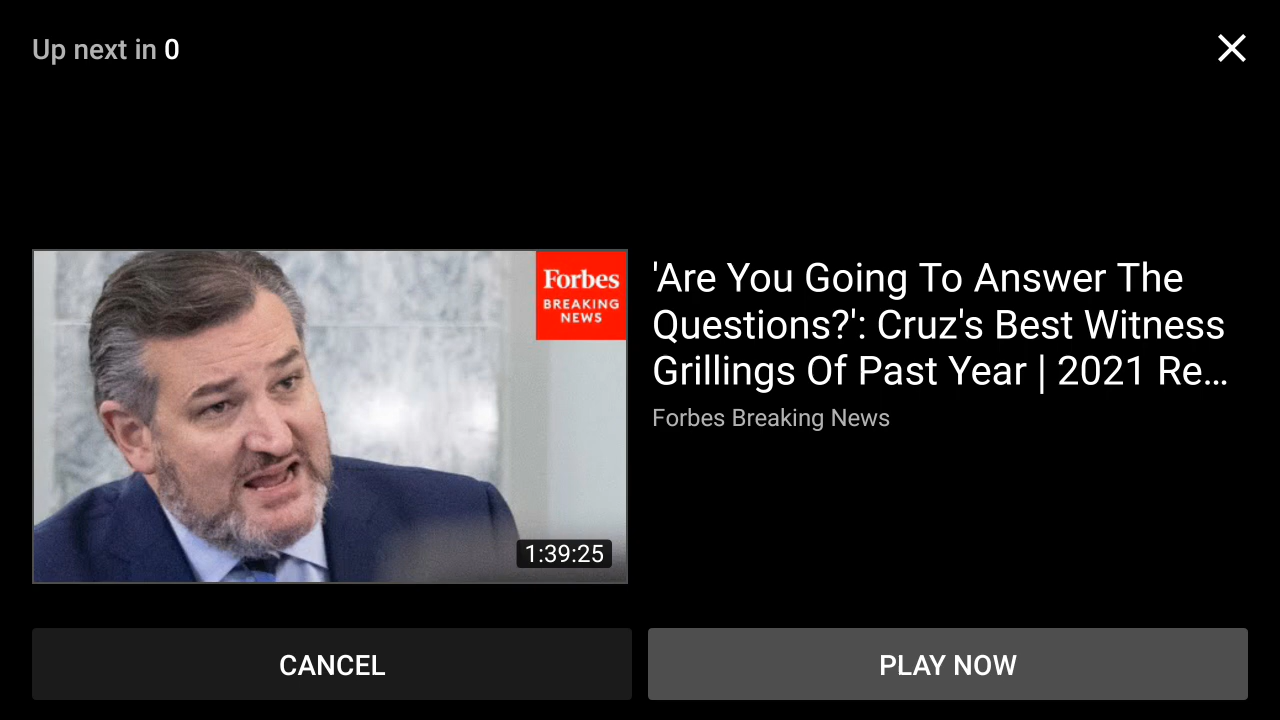 Up next in 0
Forbes
BREAKING
NEWS
1:39:25
'Are You Going To Answer The
Questions?': Cruz's Best Witness
Grillings Of Past Year | 2021 Re...
Forbes Breaking News
CANCEL
PLAY NOW